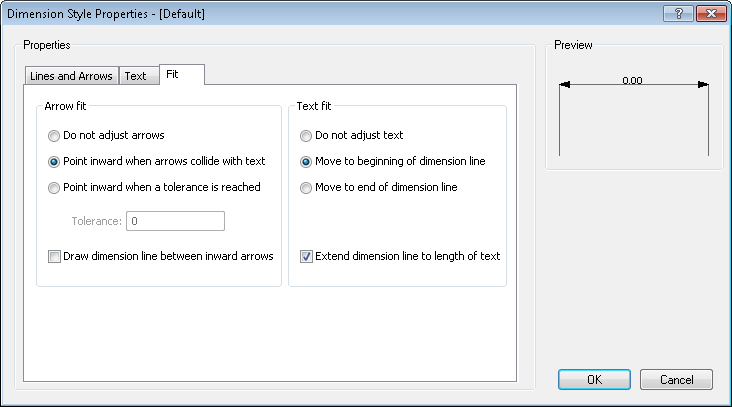 Dimension Style Properties - [Default]
Properties
Lines and Arrows Text Fit
Arrow fit
Do not adjust arrows
Point inward when arrows collide with text
Point inward when a tolerance is reached
Tolerance: 0
Draw dimension line between inward arrows
Text fit
Do not adjust text
Move to beginning of dimension line
Move to end of dimension line
Extend dimension line to length of text
Preview
0.00
OK Cancel